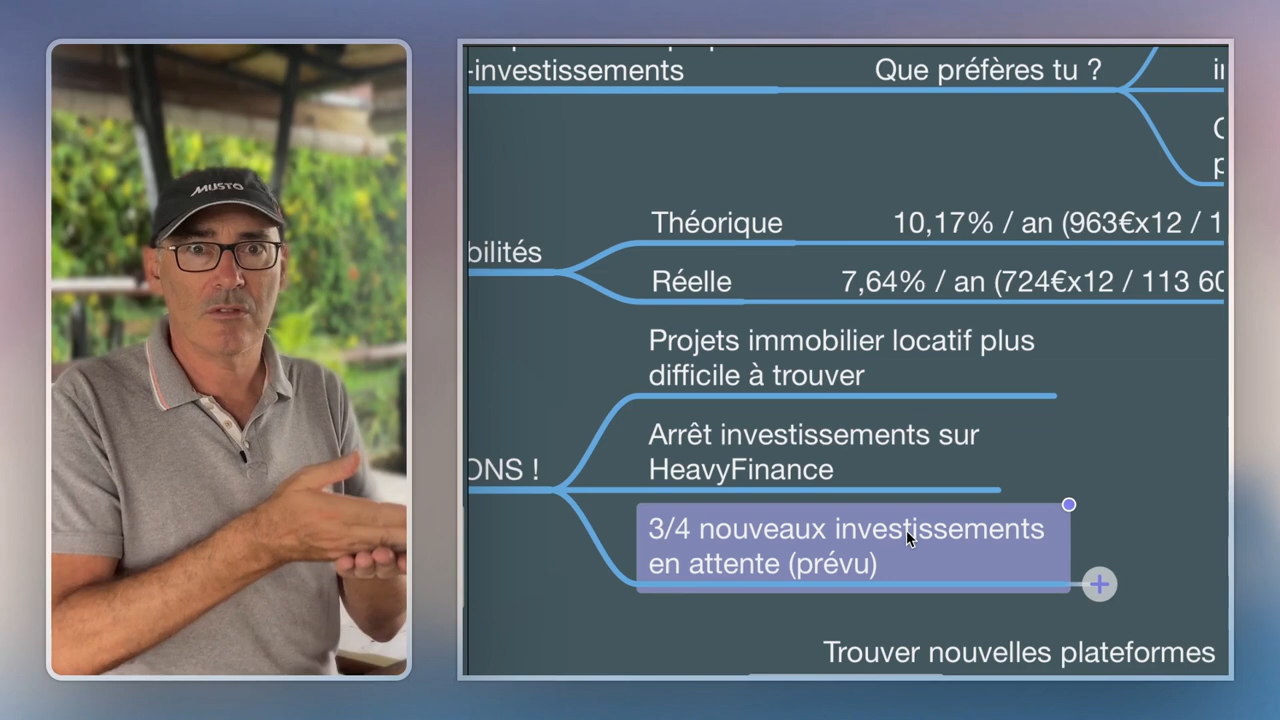 MUSTO
-investissements
Que préfères tu ?
Théorique
10,17% / an (963€x12 / 1
bilités
Réelle
7,64% / an (724€x12 / 113 60
Projets immobilier locatif plus
difficile à trouver
Arrêt investissements sur
HeavyFinance
ONS !
3/4 nouveaux investissements
en attente (prévu)
Trouver nouvelles plateformes